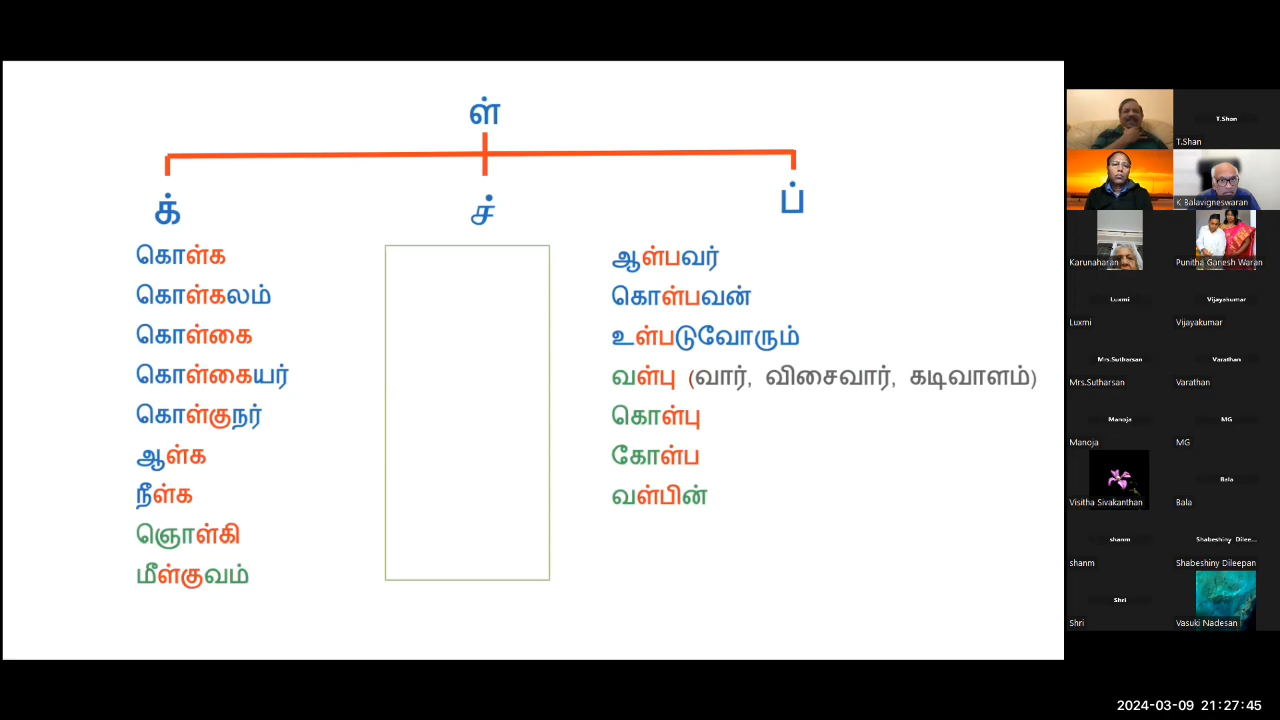 ள்
க்
ச்
ப்
கொள்க
கொள்கலம்
கொள்கை
கொள்கையர்
கொள்குநர்
ஆள்க
நீள்க
ஞொள்கி
மீள்குவம்
ஆள்பவர்
கொள்பவன்
உள்படுவோரும்
வள்பு (வார், விசைவார், கடிவாளம்)
கொள்பு
கோள்ப
வள்பின்
T.Shan
T.Shan
K Balavigneswaran
Karunaharan
Punitha Ganesh Waran
Luxmi
Luxmi
Vijayakumar
Vijayakumar
Mrs.Sutharsan
Mrs.Sutharsan
Varathan
Varathan
Manoja
Manoja
MG
MG
Visitha Sivakanthan
Bala
Bala
shanm
shanm
Shabeshiny Dilee...
Shabeshiny Dileepan
Shri
Shri
Vasuki Nadesan
2024-03-09 21:27:45